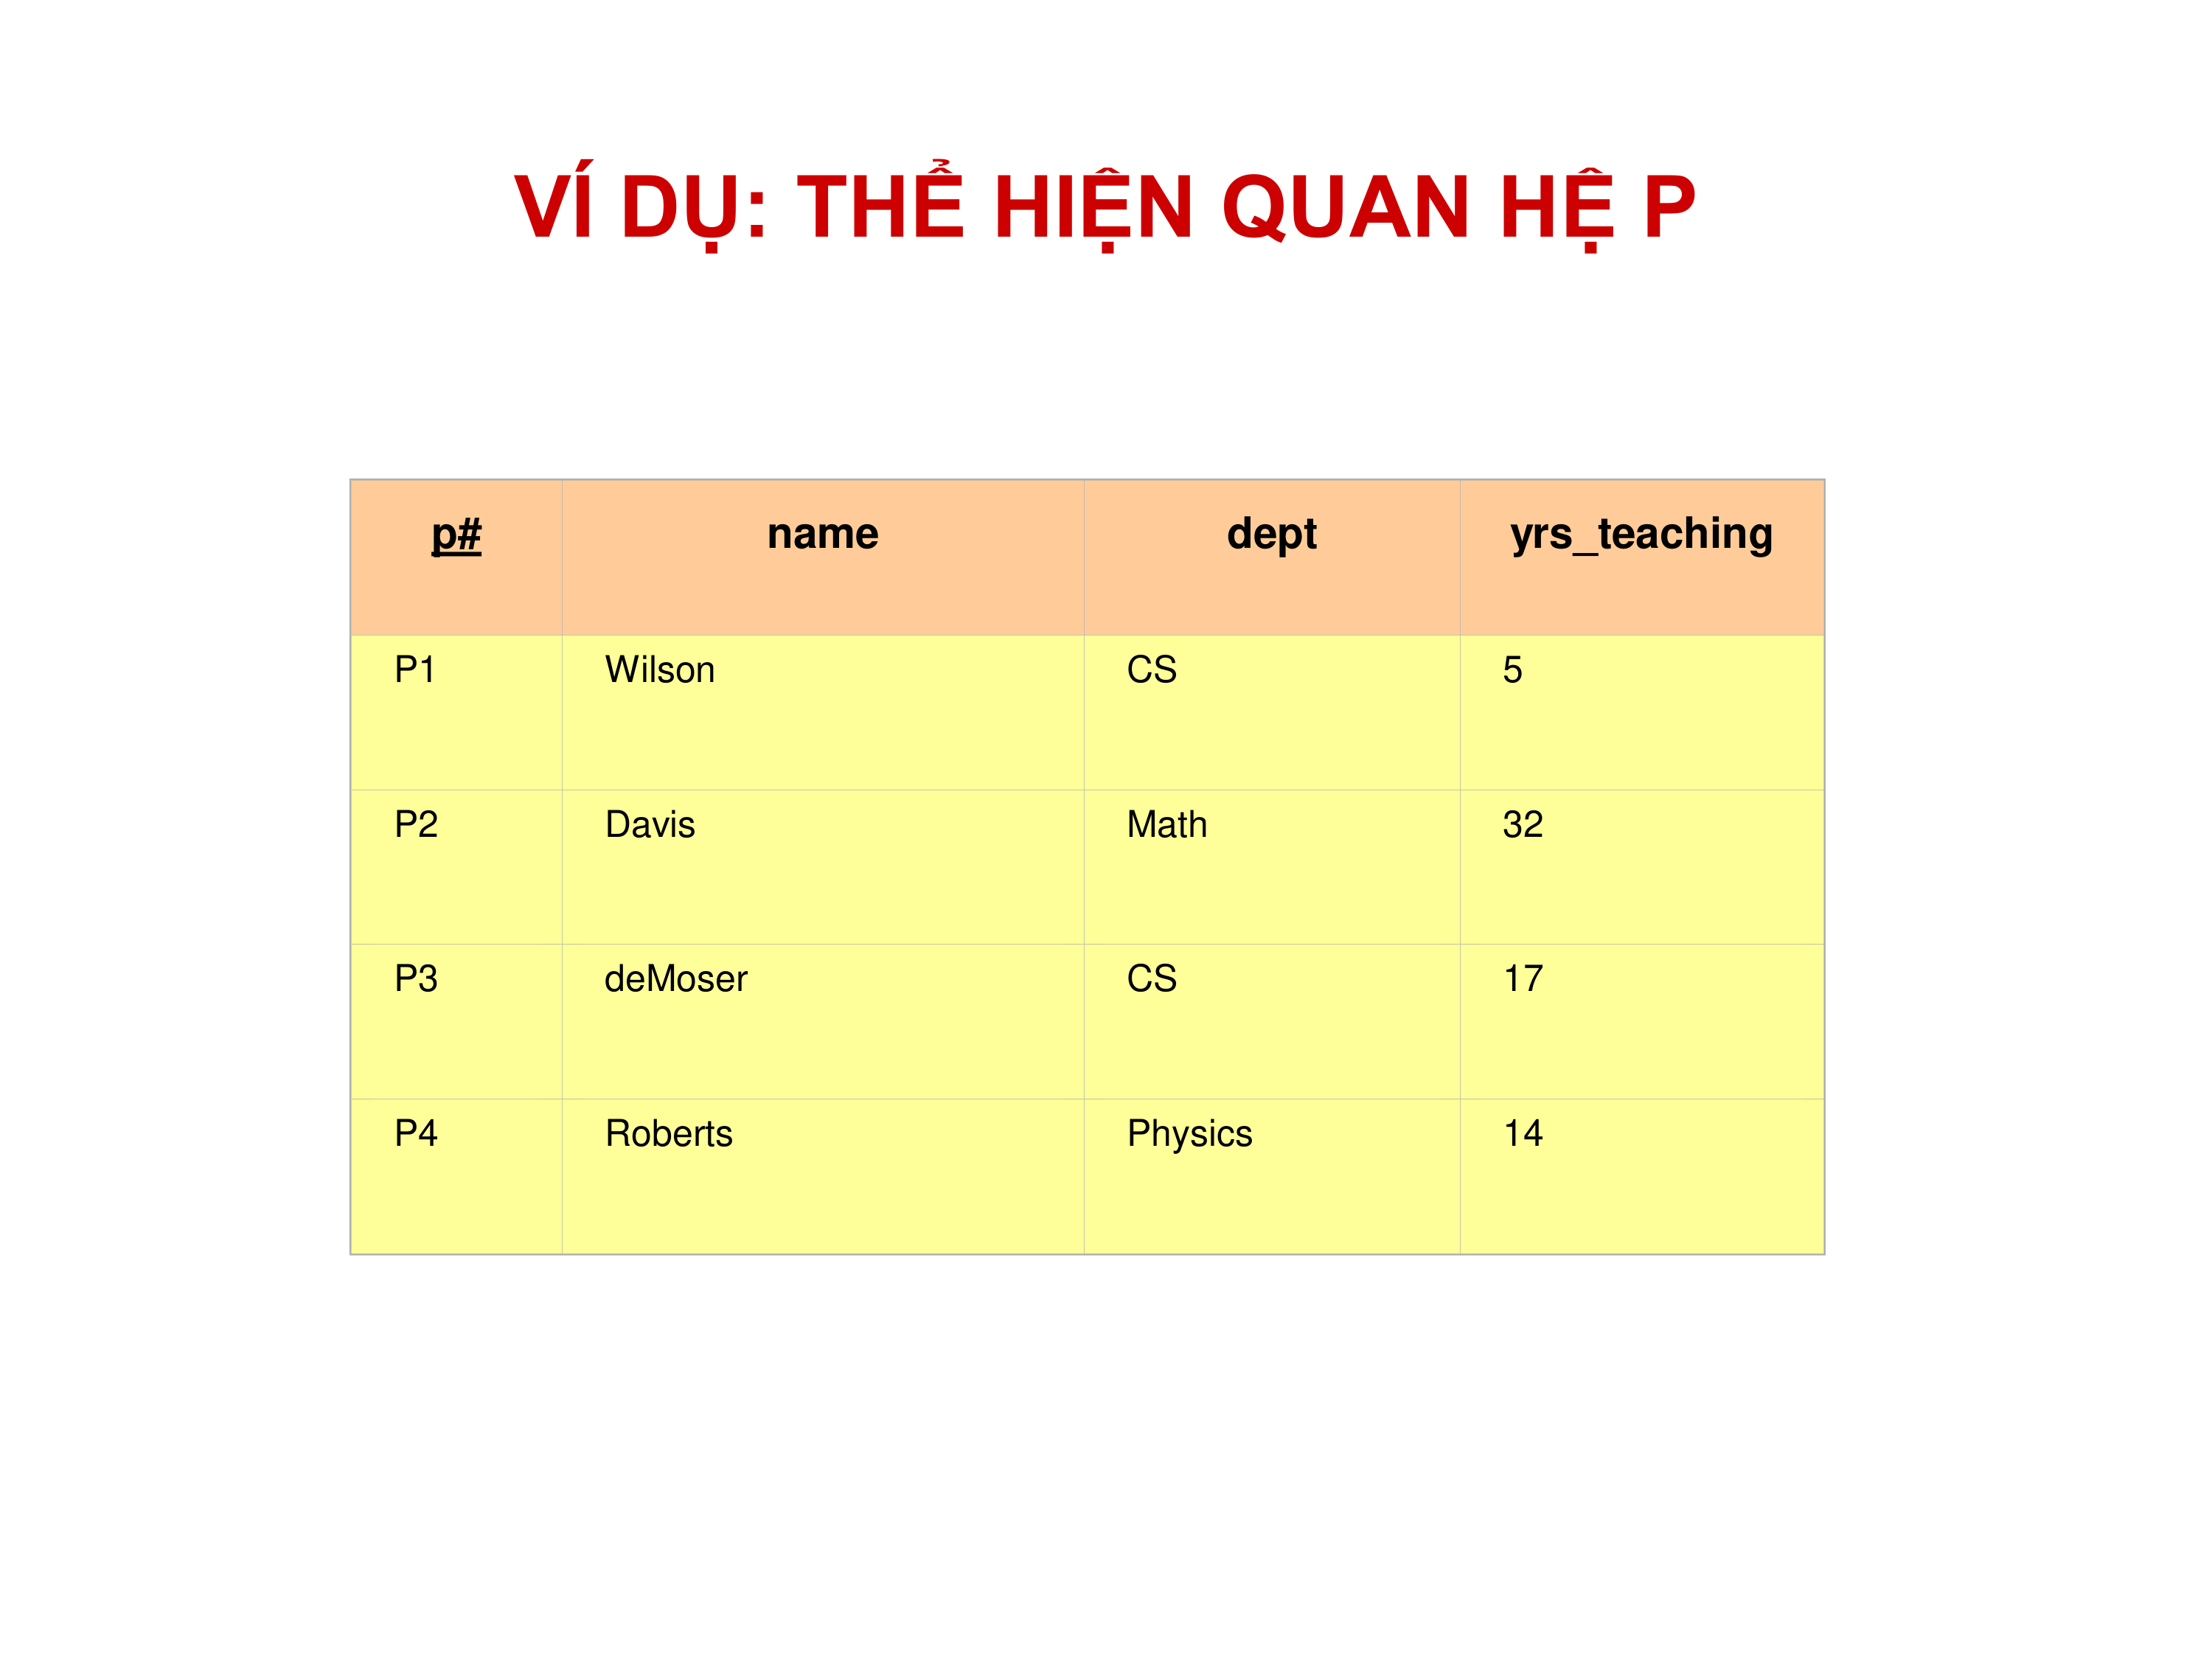 VÍ DỤ: THỂ HIỆN QUAN HỆ P
p# name dept yrs_teaching
P1 Wilson CS 5
P2 Davis Math 32
P3 deMoser CS 17
P4 Roberts Physics 14